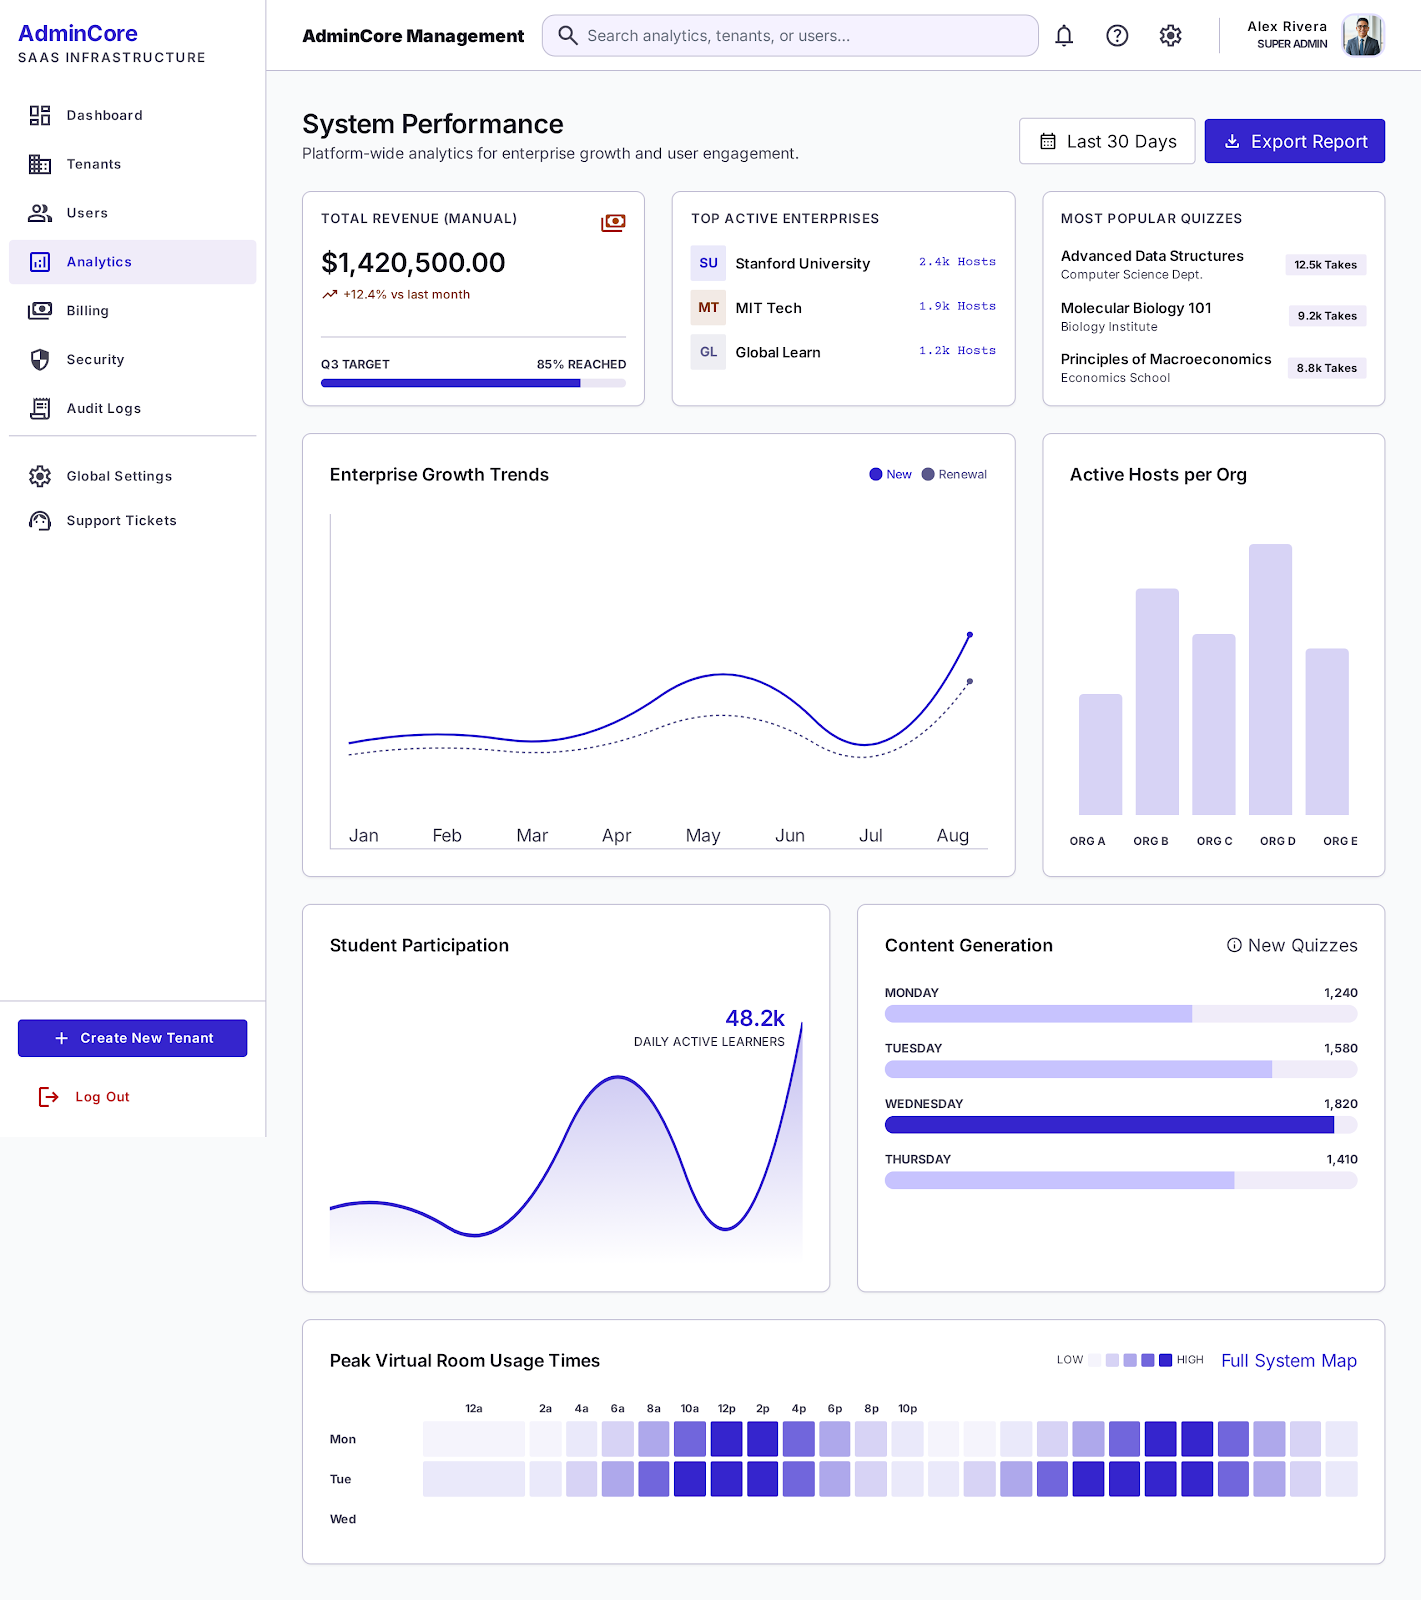 AdminCore
SAAS INFRASTRUCTURE
Dashboard
Tenants
Users
Analytics
Billing
Security
Audit Logs
Global Settings
Support Tickets
Create New Tenant
Log Out
AdminCore Management
Search analytics, tenants, or users...
Alex Rivera
SUPER ADMIN
System Performance
Platform-wide analytics for enterprise growth and user engagement.
Last 30 Days
Export Report
TOTAL REVENUE (MANUAL)
$1,420,500.00
+12.4% vs last month
Q3 TARGET 85% REACHED
TOP ACTIVE ENTERPRISES
SU Stanford University 2.4k Hosts
MT MIT Tech 1.9k Hosts
GL Global Learn 1.2k Hosts
MOST POPULAR QUIZZES
Advanced Data Structures
Computer Science Dept.
12.5k Takes
Molecular Biology 101
Biology Institute
9.2k Takes
Principles of Macroeconomics
Economics School
8.8k Takes
Enterprise Growth Trends
New Renewal
Jan Feb Mar Apr May Jun Jul Aug
Active Hosts per Org
ORG A ORG B ORG C ORG D ORG E
Student Participation
48.2k
DAILY ACTIVE LEARNERS
Content Generation
New Quizzes
MONDAY 1,240
TUESDAY 1,580
WEDNESDAY 1,820
THURSDAY 1,410
Peak Virtual Room Usage Times
LOW HIGH Full System Map
12a 2a 4a 6a 8a 10a 12p 2p 4p 6p 8p 10p
Mon
Tue
Wed